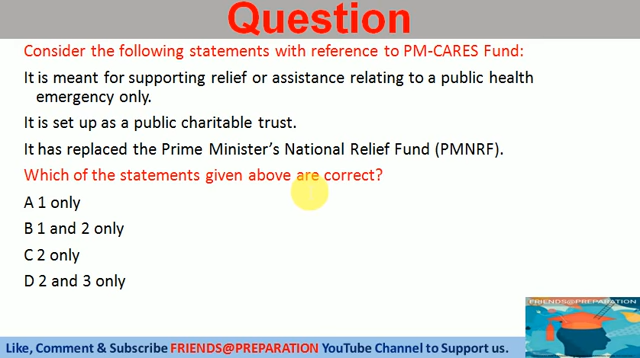 Question
Consider the following statements with reference to PM-CARES Fund:
It is meant for supporting relief or assistance relating to a public health
emergency only.
It is set up as a public charitable trust.
It has replaced the Prime Minister's National Relief Fund (PMNRF).
Which of the statements given above are correct?
A 1 only
B 1 and 2 only
C 2 only
D 2 and 3 only
FRIENDS@PREPARATION
Like, Comment & Subscribe FRIENDS@PREPARATION YouTube Channel to Support us.